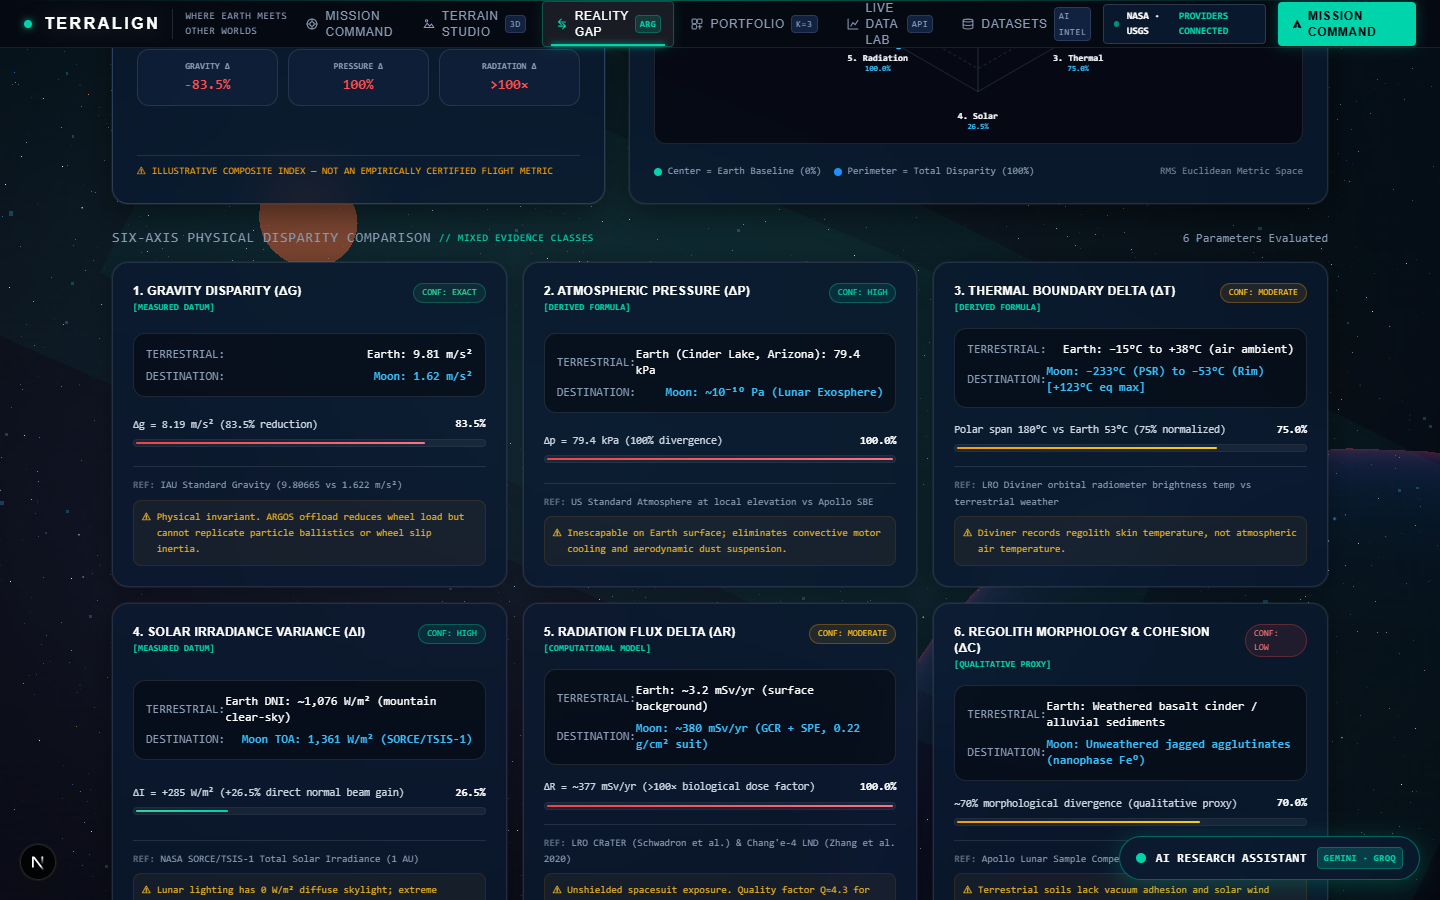 TERRALIGN
WHERE EARTH MEETS
OTHER WORLDS
MISSION
COMMAND
TERRAIN
STUDIO
3D
REALITY
GAP
ARG
PORTFOLIO
K=3
LIVE
DATA
LAB
API
DATASETS
AI
INTEL
NASA ·
USGS
PROVIDERS
CONNECTED
MISSION
COMMAND
GRAVITY Δ
-83.5%
PRESSURE Δ
100%
RADIATION Δ
>100×
⚠ ILLUSTRATIVE COMPOSITE INDEX — NOT AN EMPIRICALLY CERTIFIED FLIGHT METRIC
5. Radiation
100.0%
3. Thermal
75.0%
4. Solar
26.5%
Center = Earth Baseline (0%)
Perimeter = Total Disparity (100%)
RMS Euclidean Metric Space
SIX-AXIS PHYSICAL DISPARITY COMPARISON // MIXED EVIDENCE CLASSES
6 Parameters Evaluated
1. GRAVITY DISPARITY (ΔG)
CONF: EXACT
[MEASURED DATUM]
TERRESTRIAL: Earth: 9.81 m/s²
DESTINATION: Moon: 1.62 m/s²
Δg = 8.19 m/s² (83.5% reduction) 83.5%
REF: IAU Standard Gravity (9.80665 vs 1.622 m/s²)
⚠ Physical invariant. ARGOS offload reduces wheel load but
cannot replicate particle ballistics or wheel slip
inertia.
2. ATMOSPHERIC PRESSURE (ΔP)
CONF: HIGH
[DERIVED FORMULA]
TERRESTRIAL: Earth (Cinder Lake, Arizona): 79.4
kPa
DESTINATION: Moon: ~10⁻¹⁰ Pa (Lunar Exosphere)
Δp = 79.4 kPa (100% divergence) 100.0%
REF: US Standard Atmosphere at local elevation vs Apollo SBE
⚠ Inescapable on Earth surface; eliminates convective motor
cooling and aerodynamic dust suspension.
3. THERMAL BOUNDARY DELTA (ΔT)
CONF: MODERATE
[DERIVED FORMULA]
TERRESTRIAL: Earth: −15°C to +38°C (air ambient)
DESTINATION: Moon: −233°C (PSR) to −53°C (Rim)
[+123°C eq max]
Polar span 180°C vs Earth 53°C (75% normalized) 75.0%
REF: LRO Diviner orbital radiometer brightness temp vs
terrestrial weather
⚠ Diviner records regolith skin temperature, not atmospheric
air temperature.
4. SOLAR IRRADIANCE VARIANCE (ΔI)
CONF: HIGH
[MEASURED DATUM]
TERRESTRIAL: Earth DNI: ~1,076 W/m² (mountain
clear-sky)
DESTINATION: Moon TOA: 1,361 W/m² (SORCE/TSIS-1)
ΔI = +285 W/m² (+26.5% direct normal beam gain) 26.5%
REF: NASA SORCE/TSIS-1 Total Solar Irradiance (1 AU)
⚠ Lunar lighting has 0 W/m² diffuse skylight; extreme
5. RADIATION FLUX DELTA (ΔR)
CONF: MODERATE
[COMPUTATIONAL MODEL]
TERRESTRIAL: Earth: ~3.2 mSv/yr (surface
background)
DESTINATION: Moon: ~380 mSv/yr (GCR + SPE, 0.22
g/cm² suit)
ΔR = ~377 mSv/yr (>100× biological dose factor) 100.0%
REF: LRO CRaTER (Schwadron et al.) & Chang'e-4 LND (Zhang et al.
2020)
⚠ Unshielded spacesuit exposure. Quality factor Q≈4.3 for
6. REGOLITH MORPHOLOGY & COHESION
(ΔC)
CONF:
LOW
[QUALITATIVE PROXY]
TERRESTRIAL: Earth: Weathered basalt cinder /
alluvial sediments
DESTINATION: Moon: Unweathered jagged agglutinates
(nanophase Fe⁰)
~70% morphological divergence (qualitative proxy) 70.0%
REF: Apollo Lunar Sample Compe
⚠ Terrestrial soils lack vacuum adhesion and solar wind
AI RESEARCH ASSISTANT
GEMINI · GROQ
N